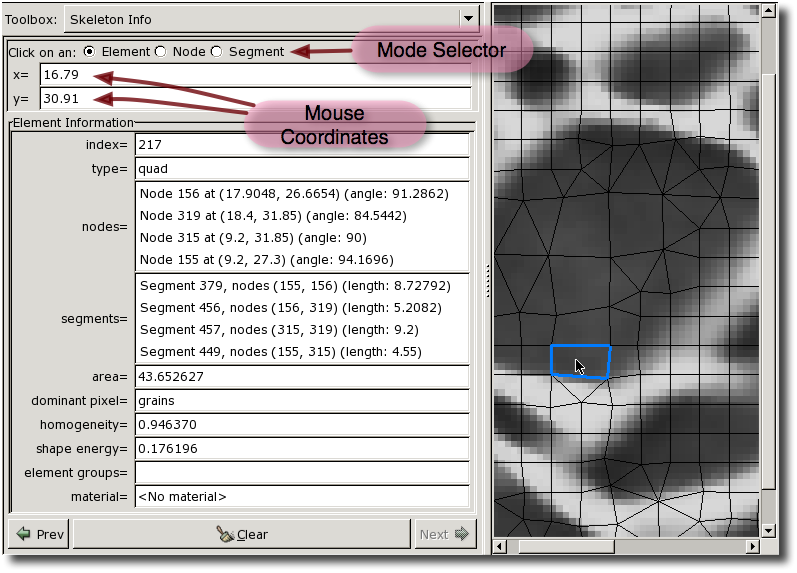 Toolbox: Skeleton Info
Click on an: Element Node Segment
Mode Selector
x= 16.79
y= 30.91
Mouse
Coordinates
Element Information
index= 217
type= quad
nodes=
Node 156 at (17.9048, 26.6654) (angle: 91.2862)
Node 319 at (18.4, 31.85) (angle: 84.5442)
Node 315 at (9.2, 31.85) (angle: 90)
Node 155 at (9.2, 27.3) (angle: 94.1696)
segments=
Segment 379, nodes (155, 156) (length: 8.72792)
Segment 456, nodes (156, 319) (length: 5.2082)
Segment 457, nodes (315, 319) (length: 9.2)
Segment 449, nodes (155, 315) (length: 4.55)
area= 43.652627
dominant pixel= grains
homogeneity= 0.946370
shape energy= 0.176196
element groups=
material= <No material>
Prev Clear Next